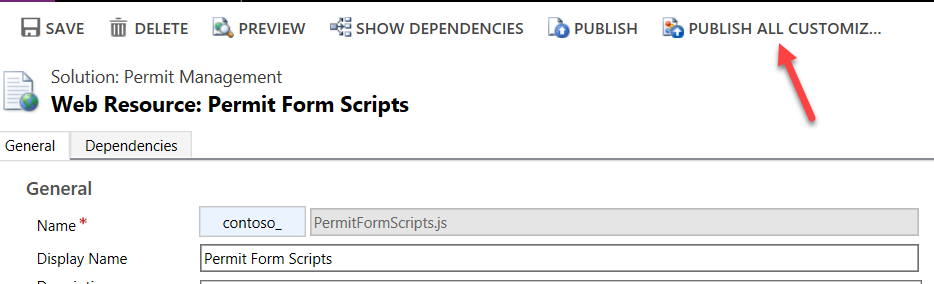 SAVE DELETE PREVIEW SHOW DEPENDENCIES PUBLISH PUBLISH ALL CUSTOMIZ...
Solution: Permit Management
Web Resource: Permit Form Scripts
General Dependencies
General
Name * contoso_ PermitFormScripts.js
Display Name Permit Form Scripts